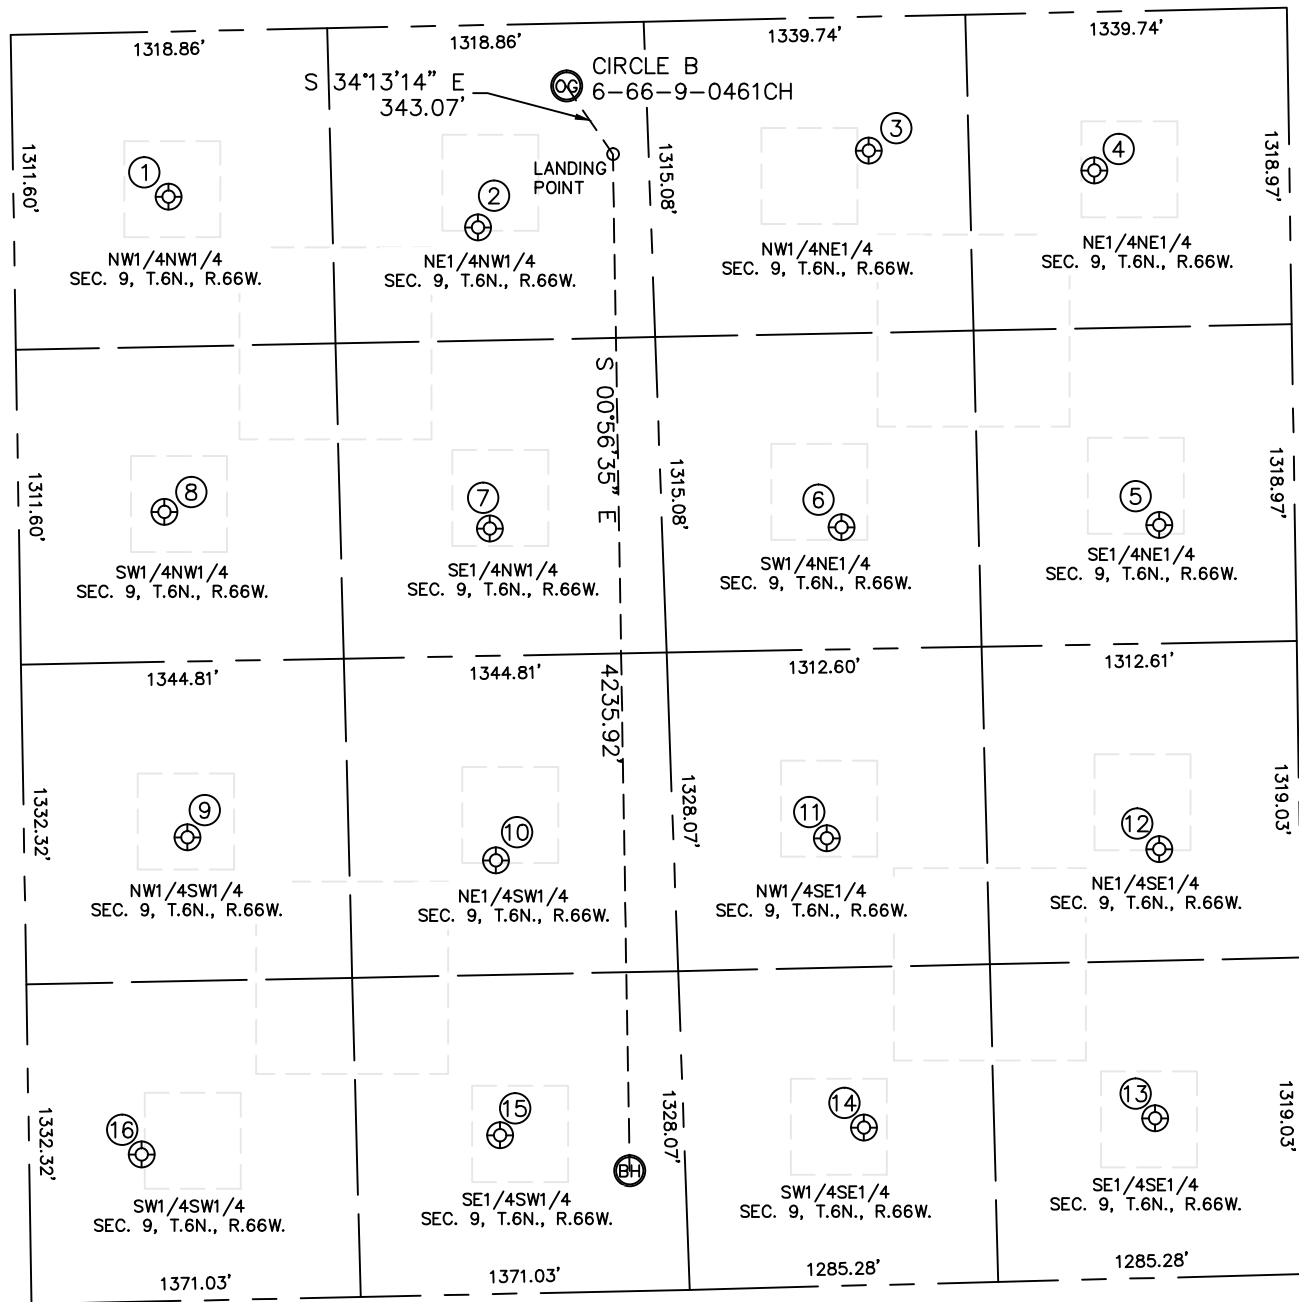 1318.86'
1318.86'
1339.74'
1339.74'
S 34°13'14" E
343.07'
OG
CIRCLE B
6-66-9-0461CH
LANDING
POINT
1311.60'
1315.08'
1318.97'
1
2
3
4
NW1/4NW1/4
SEC. 9, T.6N., R.66W.
NE1/4NW1/4
SEC. 9, T.6N., R.66W.
NW1/4NE1/4
SEC. 9, T.6N., R.66W.
NE1/4NE1/4
SEC. 9, T.6N., R.66W.
S 00°56'35" E
1311.60'
1315.08'
1318.97'
8
7
6
5
SW1/4NW1/4
SEC. 9, T.6N., R.66W.
SE1/4NW1/4
SEC. 9, T.6N., R.66W.
SW1/4NE1/4
SEC. 9, T.6N., R.66W.
SE1/4NE1/4
SEC. 9, T.6N., R.66W.
1344.81'
1344.81'
1312.60'
1312.61'
4235.92'
1332.32'
1328.07'
1319.03'
9
10
11
12
NW1/4SW1/4
SEC. 9, T.6N., R.66W.
NE1/4SW1/4
SEC. 9, T.6N., R.66W.
NW1/4SE1/4
SEC. 9, T.6N., R.66W.
NE1/4SE1/4
SEC. 9, T.6N., R.66W.
1332.32'
1328.07'
1319.03'
16
15
14
13
BH
SW1/4SW1/4
SEC. 9, T.6N., R.66W.
SE1/4SW1/4
SEC. 9, T.6N., R.66W.
SW1/4SE1/4
SEC. 9, T.6N., R.66W.
SE1/4SE1/4
SEC. 9, T.6N., R.66W.
1371.03'
1371.03'
1285.28'
1285.28'